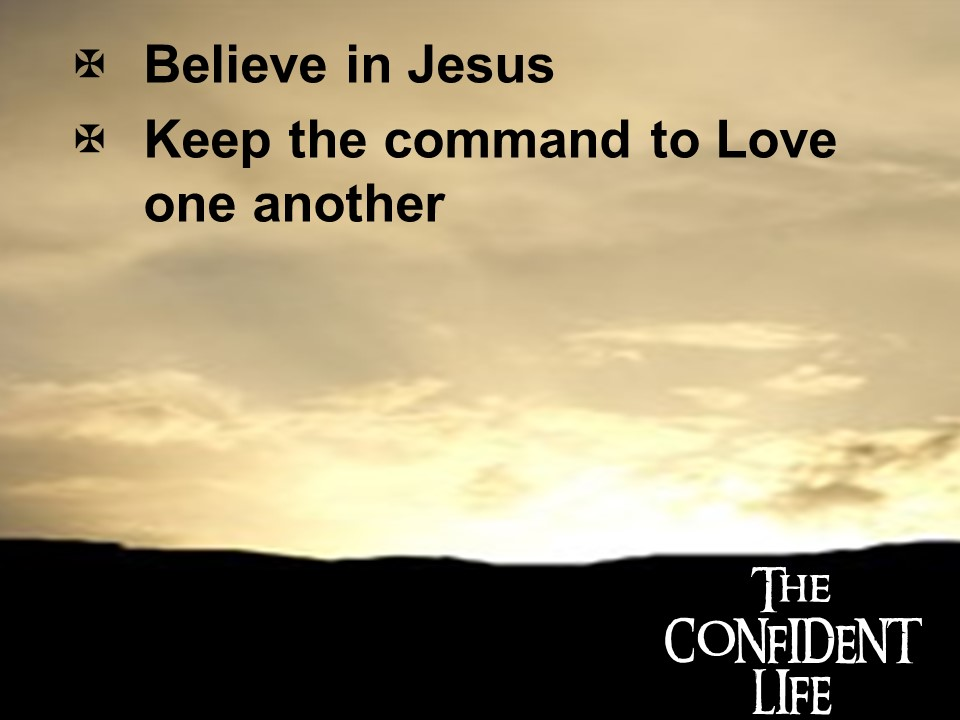 ✠ Believe in Jesus
✠ Keep the command to Love
one another
The
Confident
Life